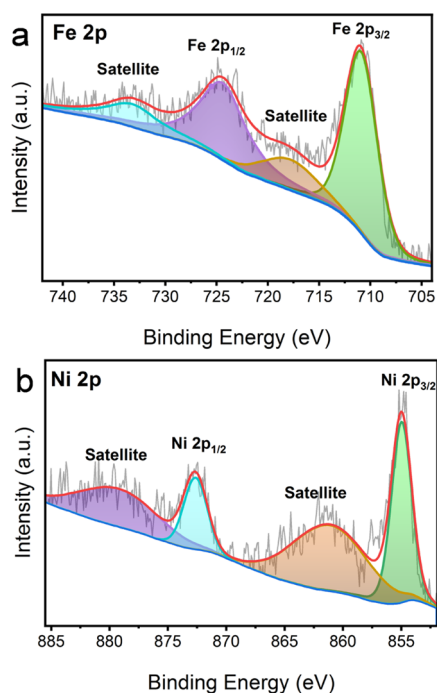 a
Fe 2p
Fe 2p3/2
Fe 2p1/2
Satellite
Satellite
Intensity (a.u.)
740 735 730 725 720 715 710 705
Binding Energy (eV)
b
Ni 2p
Ni 2p3/2
Ni 2p1/2
Satellite
Satellite
Intensity (a.u.)
885 880 875 870 865 860 855
Binding Energy (eV)